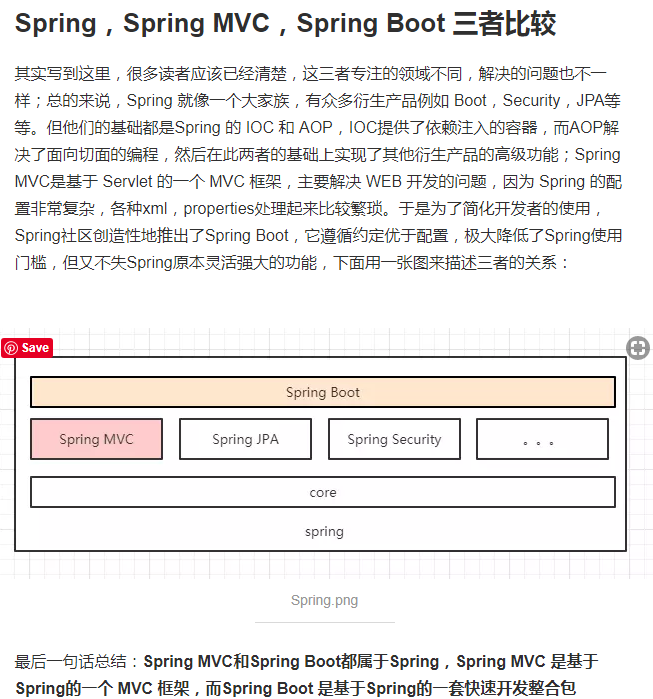 Spring，Spring MVC，Spring Boot 三者比较
其实写到这里，很多读者应该已经清楚，这三者专注的领域不同，解决的问题也不一
样；总的来说，Spring 就像一个大家族，有众多衍生产品例如 Boot，Security，JPA等
等。但他们的基础都是Spring 的 IOC 和 AOP，IOC提供了依赖注入的容器，而AOP解
决了面向切面的编程，然后在此两者的基础上实现了其他衍生产品的高级功能；Spring
MVC是基于 Servlet 的一个 MVC 框架，主要解决 WEB 开发的问题，因为 Spring 的配
置非常复杂，各种xml，properties处理起来比较繁琐。于是为了简化开发者的使用，
Spring社区创造性地推出了Spring Boot，它遵循约定优于配置，极大降低了Spring使用
门槛，但又不失Spring原本灵活强大的功能，下面用一张图来描述三者的关系：
Save
Spring Boot
Spring MVC
Spring JPA
Spring Security
。。。
core
spring
Spring.png
最后一句话总结：Spring MVC和Spring Boot都属于Spring，Spring MVC 是基于
Spring的一个 MVC 框架，而Spring Boot 是基于Spring的一套快速开发整合包